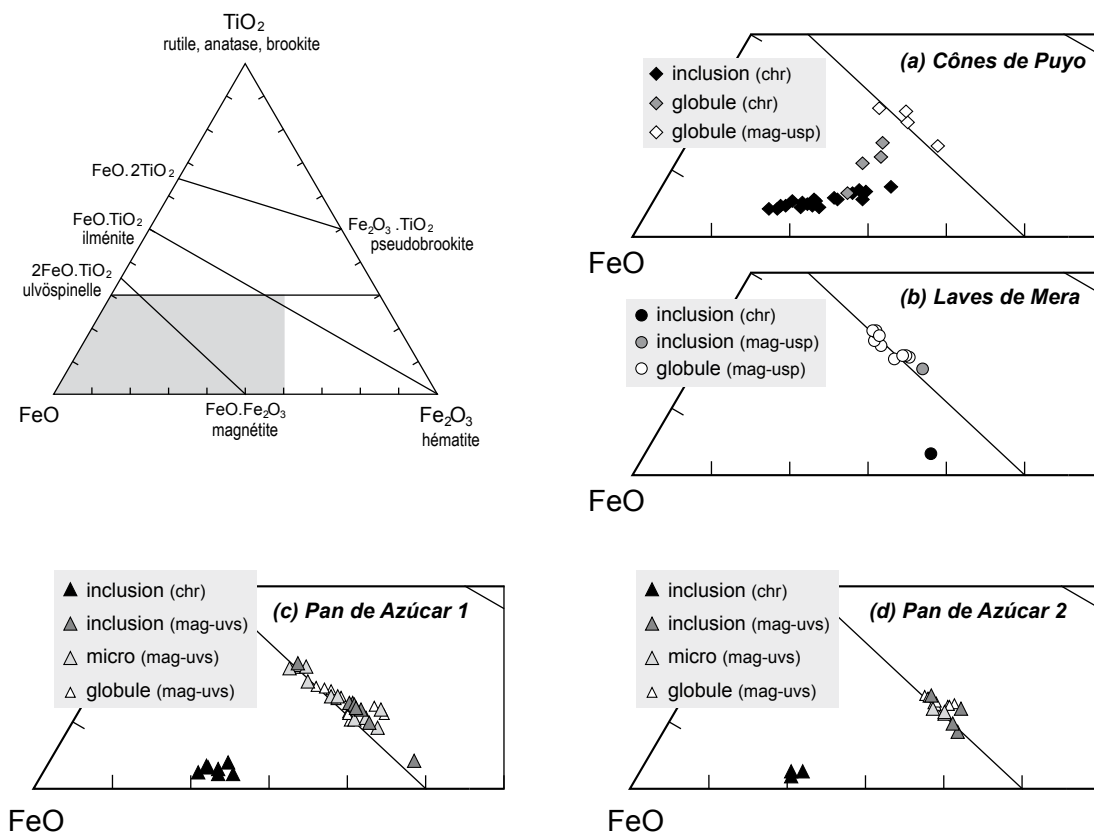 TiO2
rutile, anatase, brookite
FeO.2TiO2
FeO.TiO2
ilménite
2FeO.TiO2
ulvöspinelle
Fe2O3 .TiO2
pseudobrookite
FeO
FeO.Fe2O3
magnétite
Fe2O3
hématite
(a) Cônes de Puyo
inclusion (chr)
globule (chr)
globule (mag-usp)
FeO
(b) Laves de Mera
inclusion (chr)
inclusion (mag-usp)
globule (mag-usp)
FeO
(c) Pan de Azúcar 1
inclusion (chr)
inclusion (mag-uvs)
micro (mag-uvs)
globule (mag-uvs)
FeO
(d) Pan de Azúcar 2
inclusion (chr)
inclusion (mag-uvs)
micro (mag-uvs)
globule (mag-uvs)
FeO